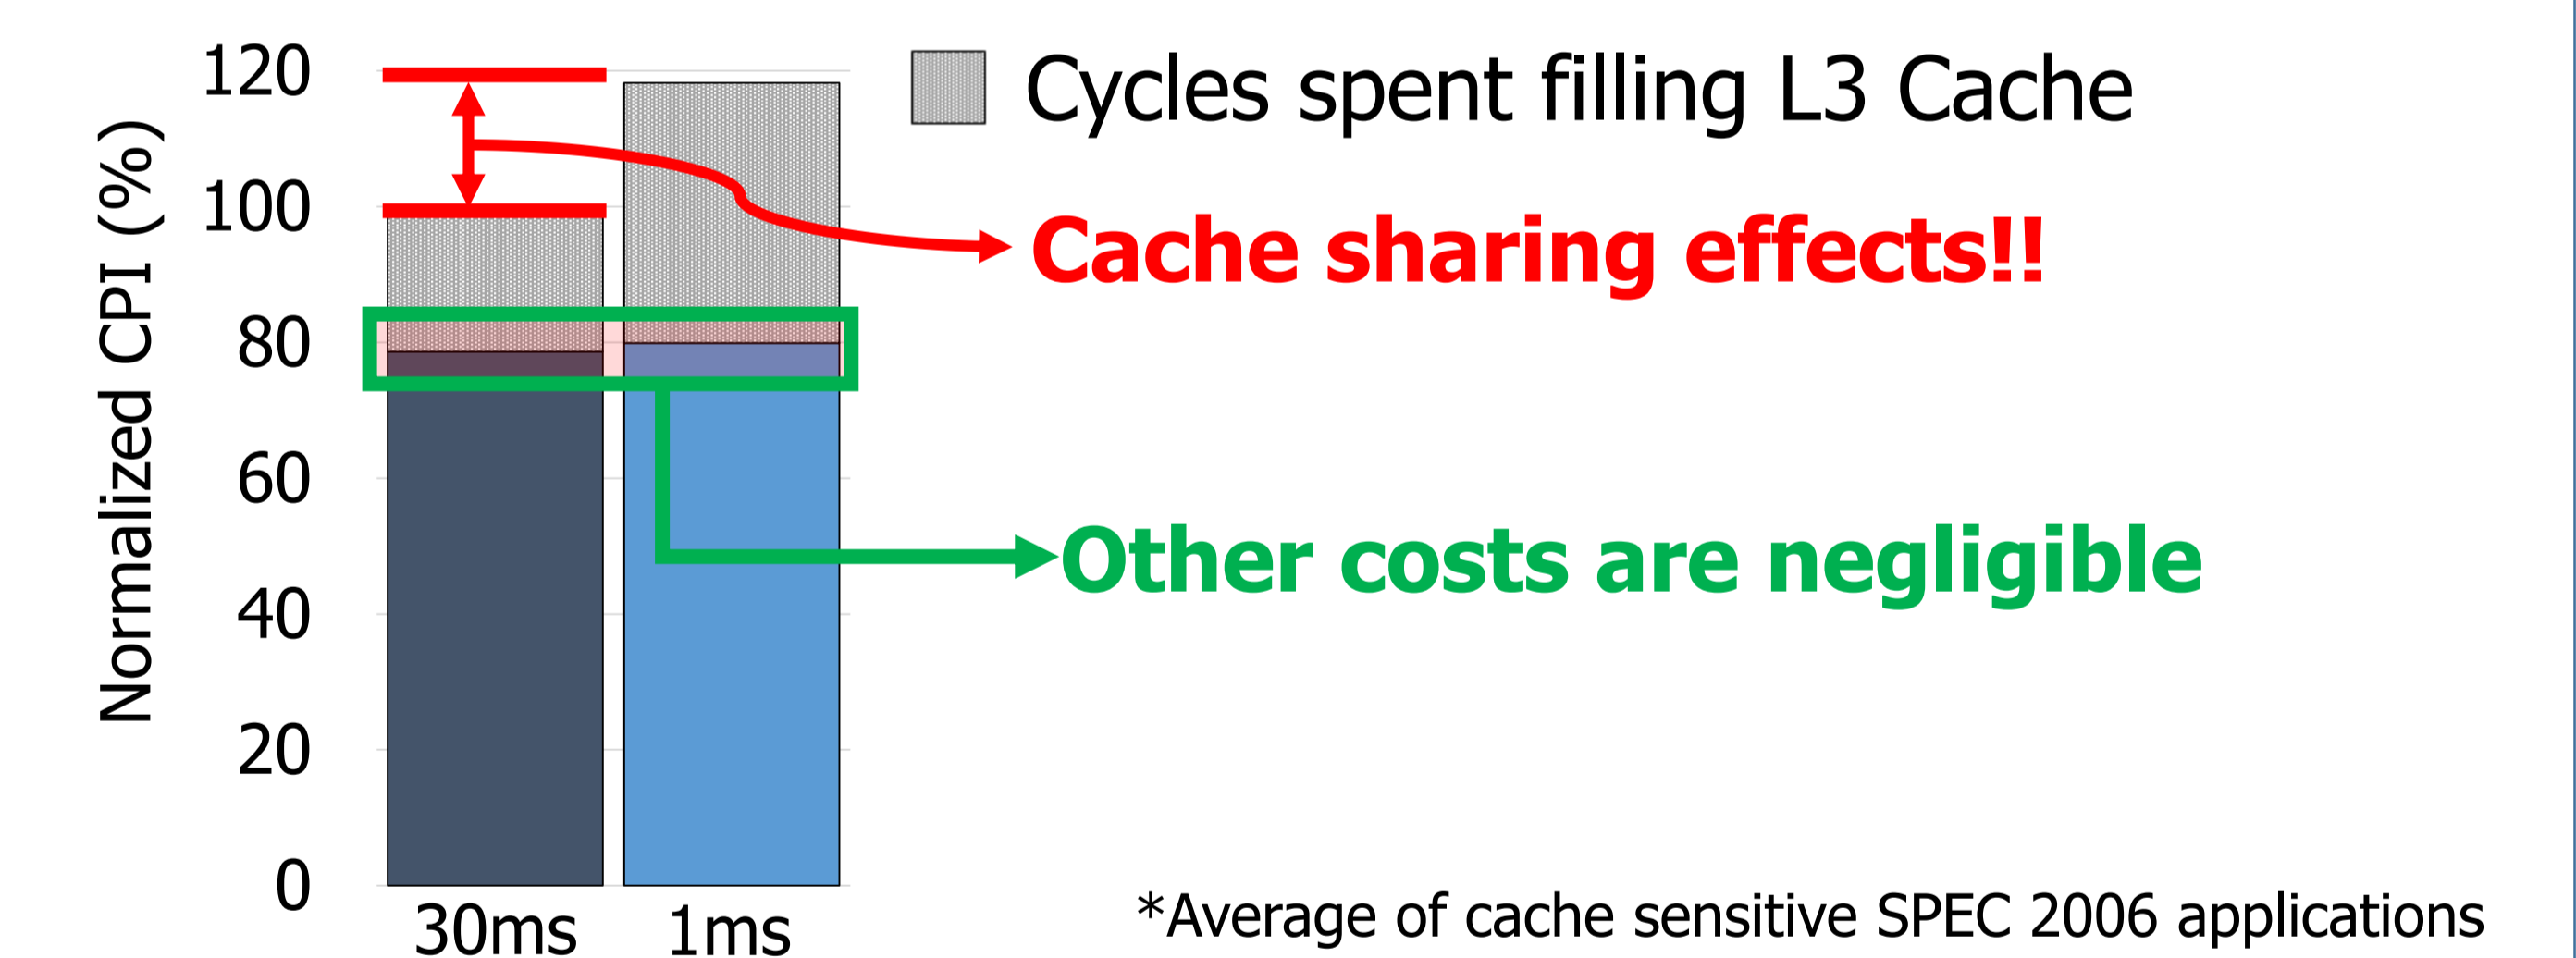 120
100
80
60
40
20
0
Normalized CPI (%)
30ms
1ms
Cycles spent filling L3 Cache
Cache sharing effects!!
Other costs are negligible
*Average of cache sensitive SPEC 2006 applications